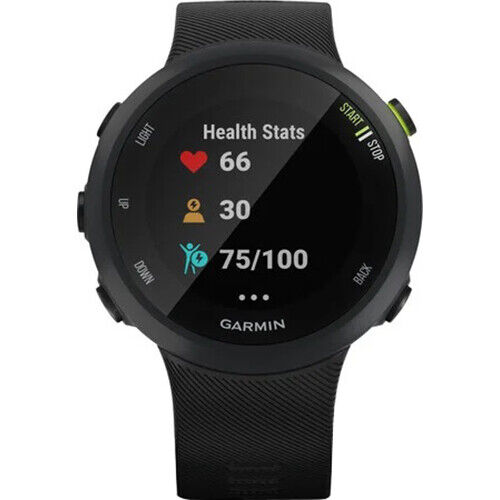 Health Stats
66
30
75/100
...
GARMIN
LIGHT
UP
DOWN
START
STOP
BACK